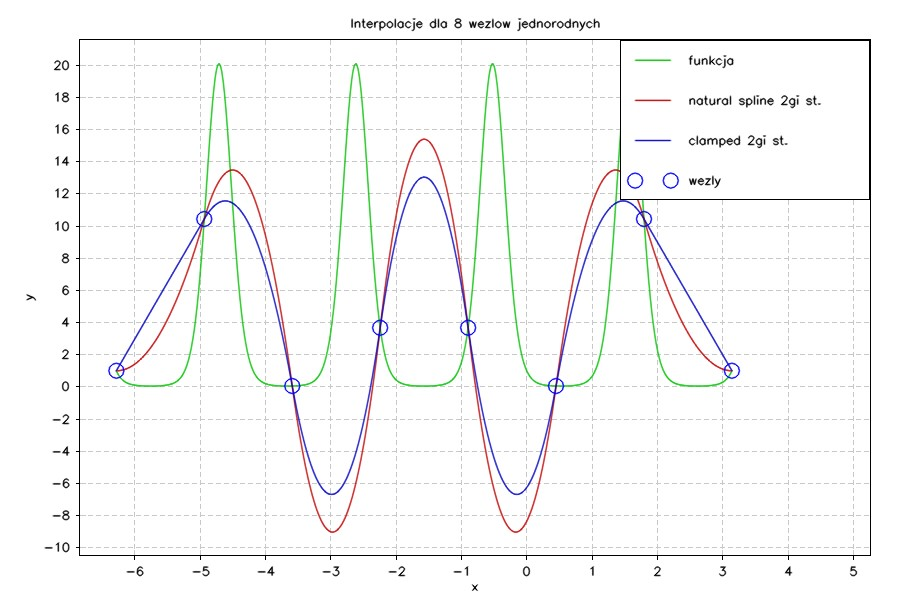 Interpolacje dla 8 wezlow jednorodnych
funkcja
natural spline 2gi st.
clamped 2gi st.
wezly
20
18
16
14
12
10
8
6
4
2
0
−2
−4
−6
−8
−10
y
−6 −5 −4 −3 −2 −1 0 1 2 3 4 5
x